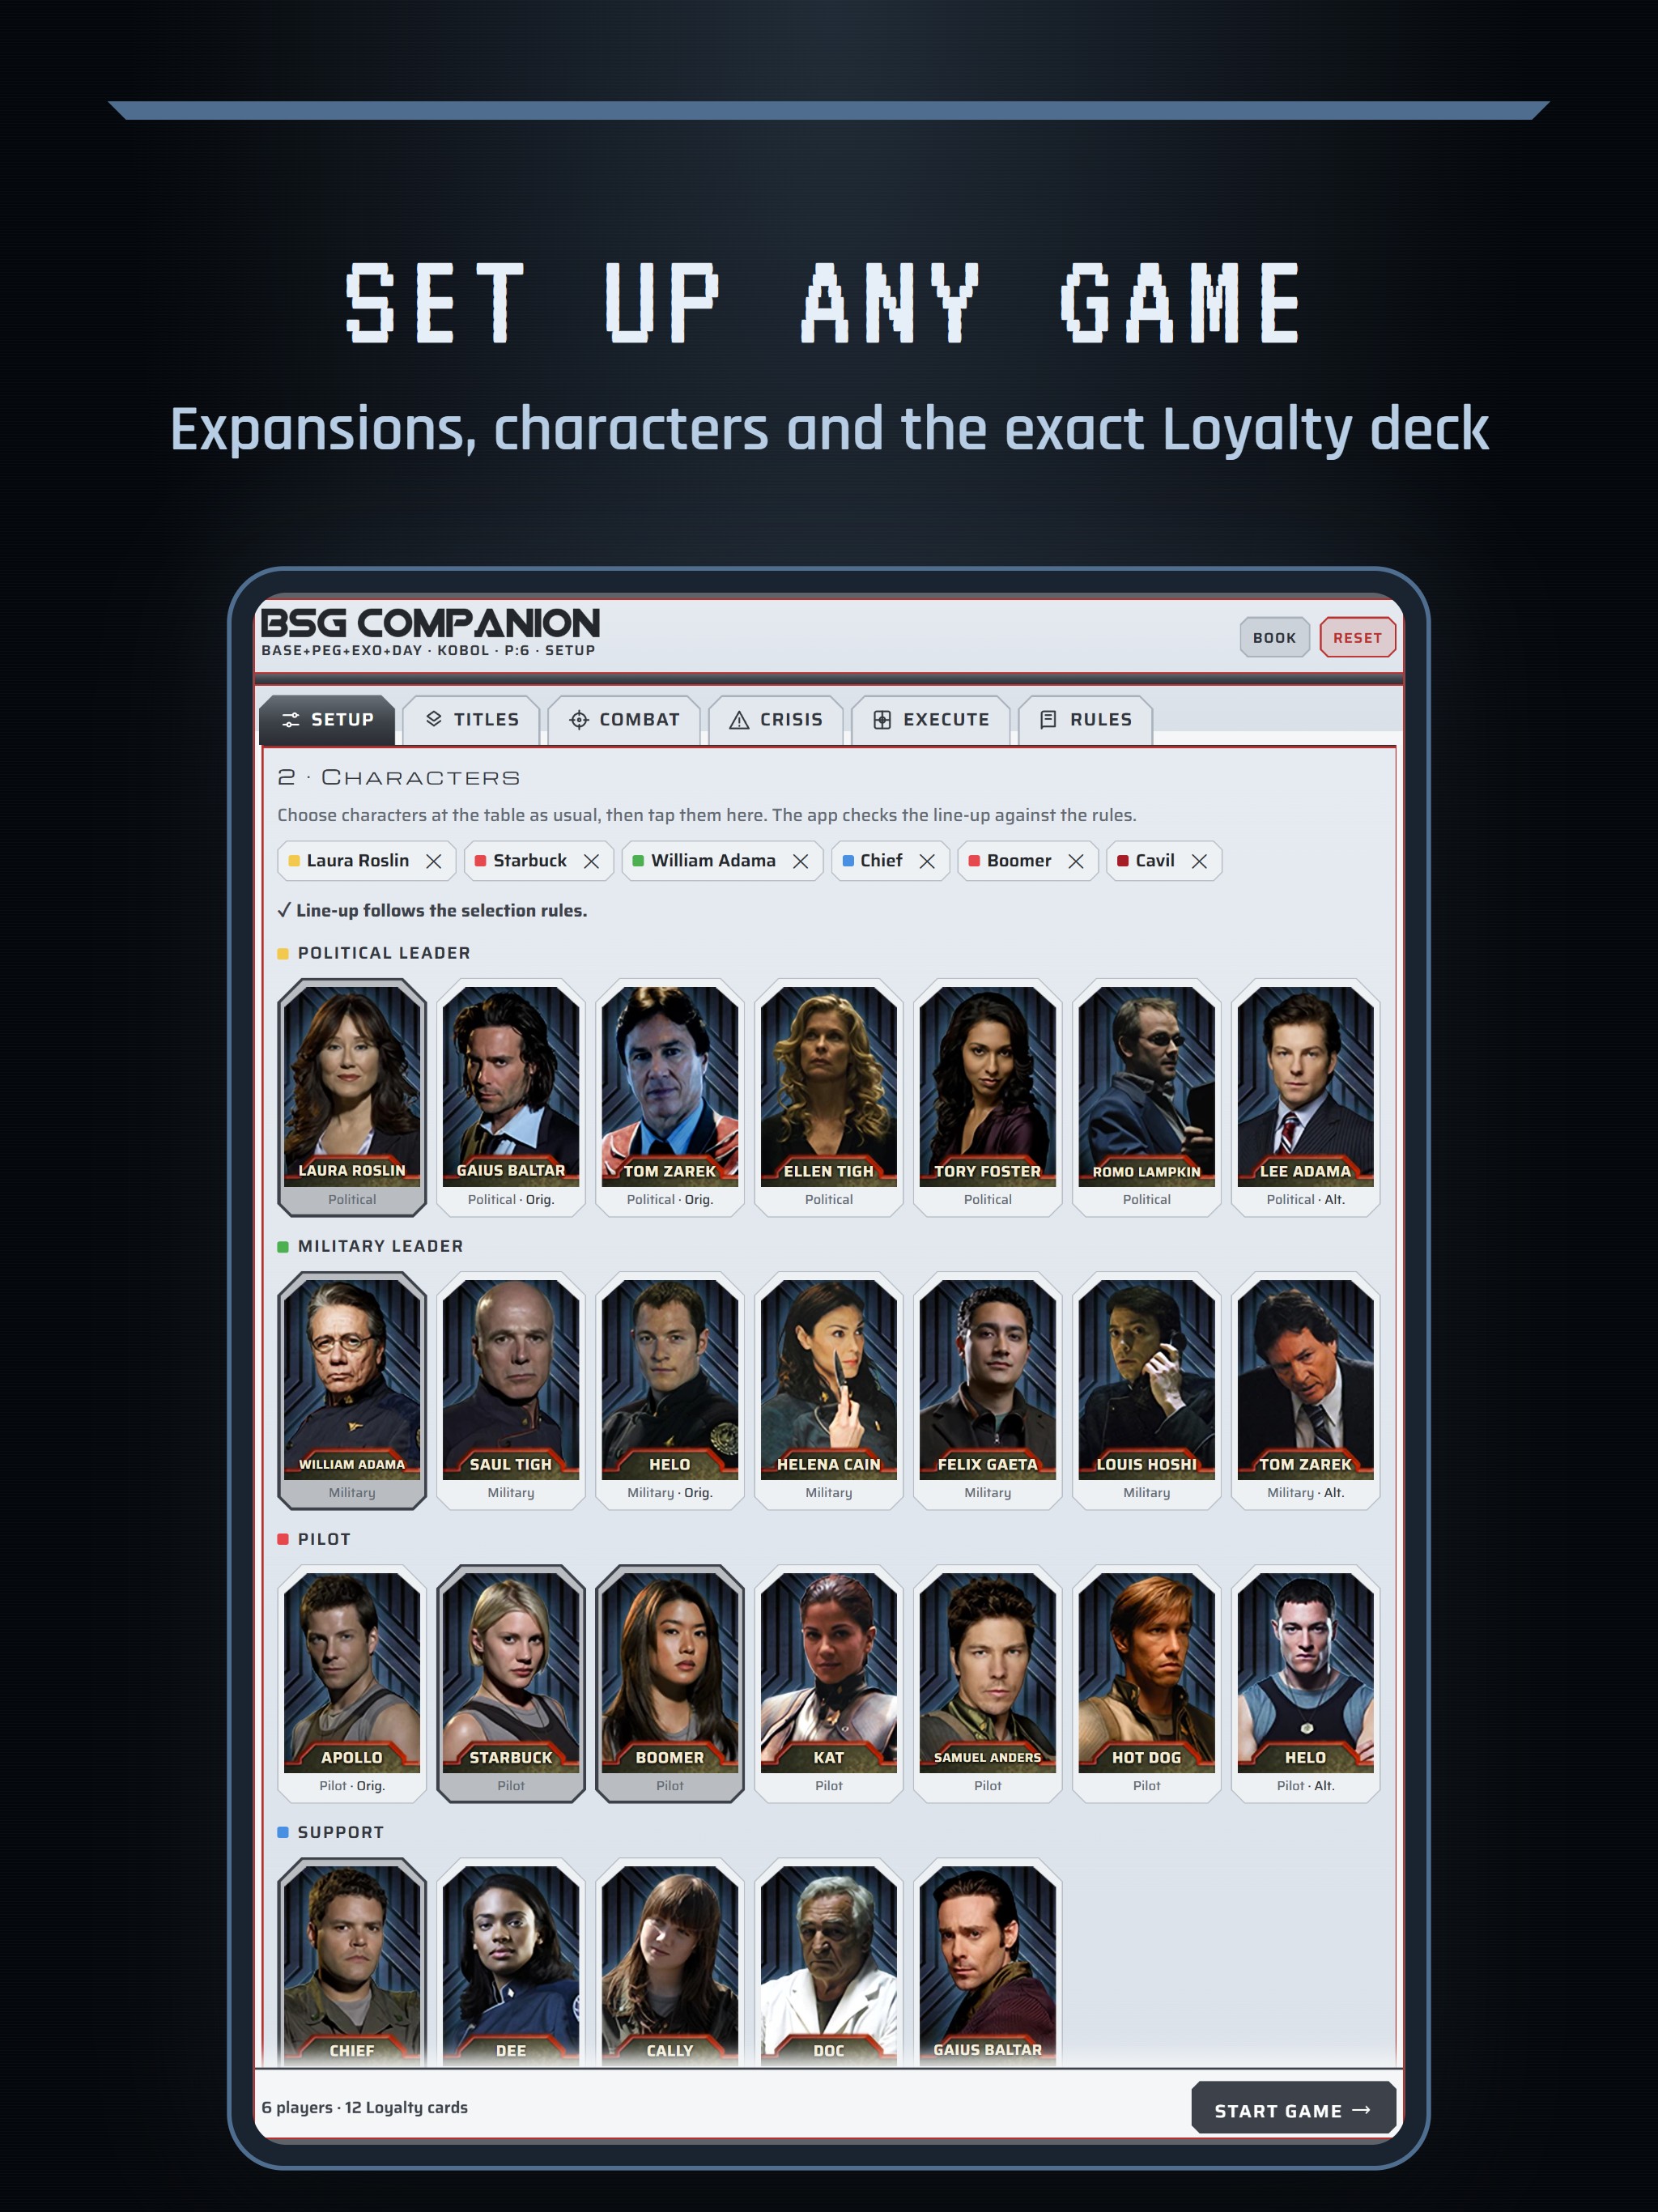 SET UP ANY GAME
Expansions, characters and the exact Loyalty deck
BSG COMPANION
BASE+PEG+EXO+DAY · KOBOL · P:6 · SETUP
BOOK
RESET
SETUP
TITLES
COMBAT
CRISIS
EXECUTE
RULES
2 · CHARACTERS
Choose characters at the table as usual, then tap them here. The app checks the line-up against the rules.
Laura Roslin
Starbuck
William Adama
Chief
Boomer
Cavil
✓ Line-up follows the selection rules.
POLITICAL LEADER
LAURA ROSLIN
Political
GAIUS BALTAR
Political · Orig.
TOM ZAREK
Political · Orig.
ELLEN TIGH
Political
TORY FOSTER
Political
ROMO LAMPKIN
Political
LEE ADAMA
Political · Alt.
MILITARY LEADER
WILLIAM ADAMA
Military
SAUL TIGH
Military
HELO
Military · Orig.
HELENA CAIN
Military
FELIX GAETA
Military
LOUIS HOSHI
Military
TOM ZAREK
Military · Alt.
PILOT
APOLLO
Pilot · Orig.
STARBUCK
Pilot
BOOMER
Pilot
KAT
Pilot
SAMUEL ANDERS
Pilot
HOT DOG
Pilot
HELO
Pilot · Alt.
SUPPORT
CHIEF
DEE
CALLY
DOC
GAIUS BALTAR
6 players · 12 Loyalty cards
START GAME →